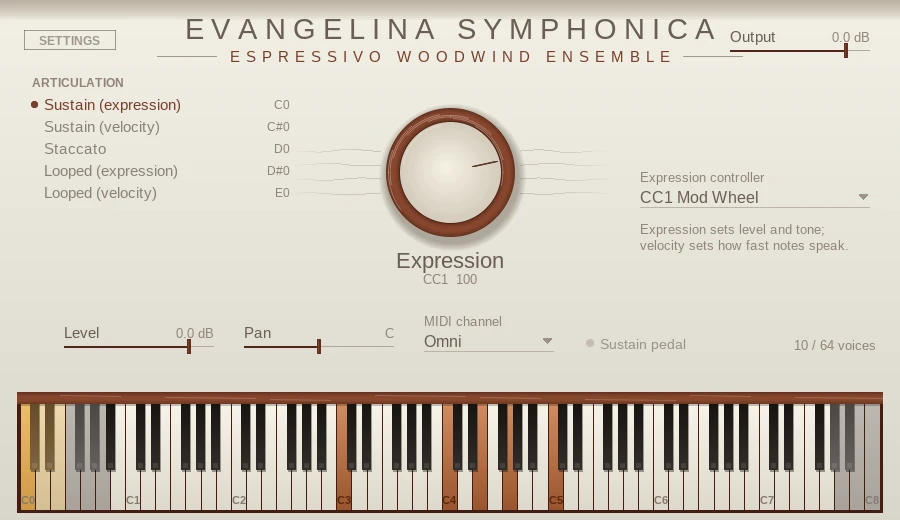 EVANGELINA SYMPHONICA
ESPRESSIVO WOODWIND ENSEMBLE
SETTINGS
Output 0.0 dB
ARTICULATION
Sustain (expression) C0
Sustain (velocity) C#0
Staccato D0
Looped (expression) D#0
Looped (velocity) E0
Expression
CC1 100
Expression controller
CC1 Mod Wheel
Expression sets level and tone;
velocity sets how fast notes speak.
Level 0.0 dB
Pan C
MIDI channel
Omni
Sustain pedal
10 / 64 voices
C0 C1 C2 C3 C4 C5 C6 C7 C8